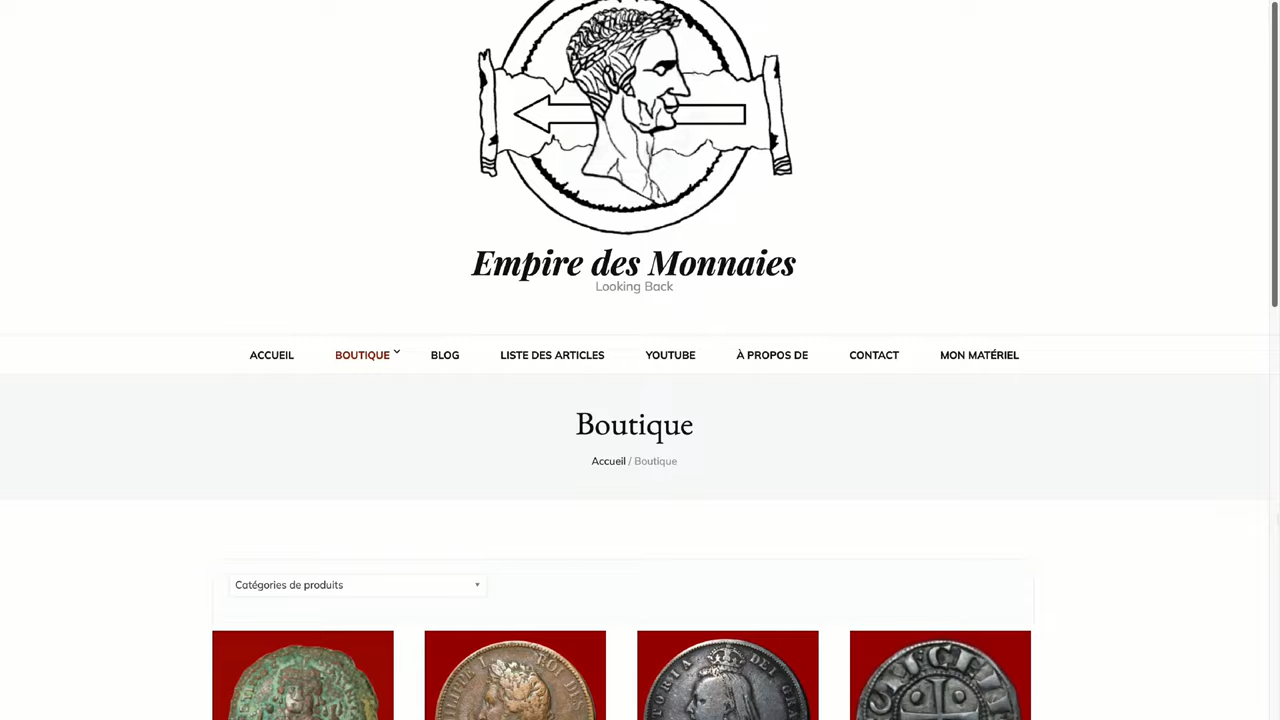 Empire des Monnaies
Looking Back
ACCUEIL BOUTIQUE BLOG LISTE DES ARTICLES YOUTUBE À PROPOS DE CONTACT MON MATÉRIEL
Boutique
Accueil / Boutique
Catégories de produits